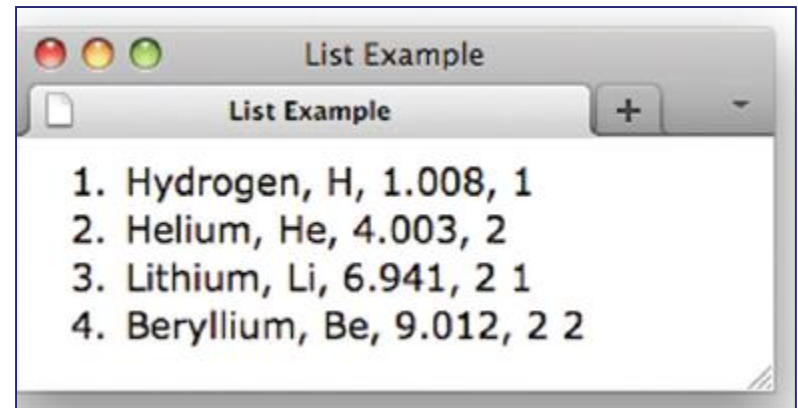 List Example
List Example
1. Hydrogen, H, 1.008, 1
2. Helium, He, 4.003, 2
3. Lithium, Li, 6.941, 2 1
4. Beryllium, Be, 9.012, 2 2